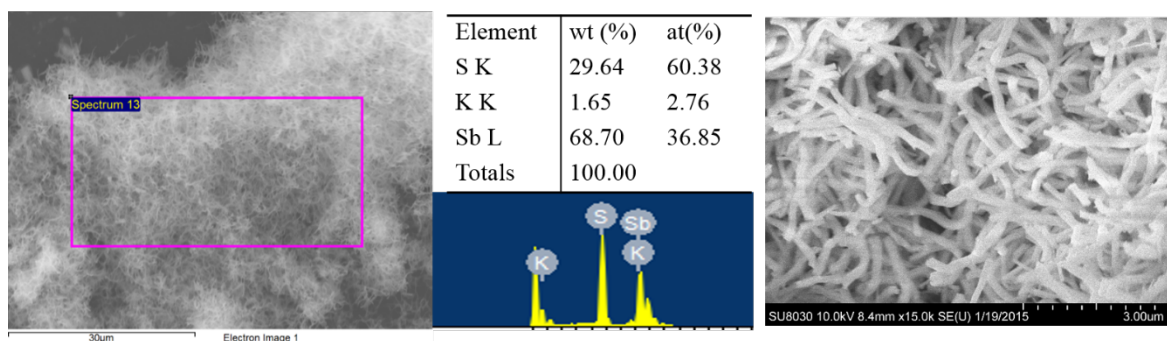 Spectrum 13
30µm
Electron Image 1
Element wt (%) at(%)
S K 29.64 60.38
K K 1.65 2.76
Sb L 68.70 36.85
Totals 100.00
S
Sb
K
K
SU8030 10.0kV 8.4mm x15.0k SE(U) 1/19/2015 3.00um